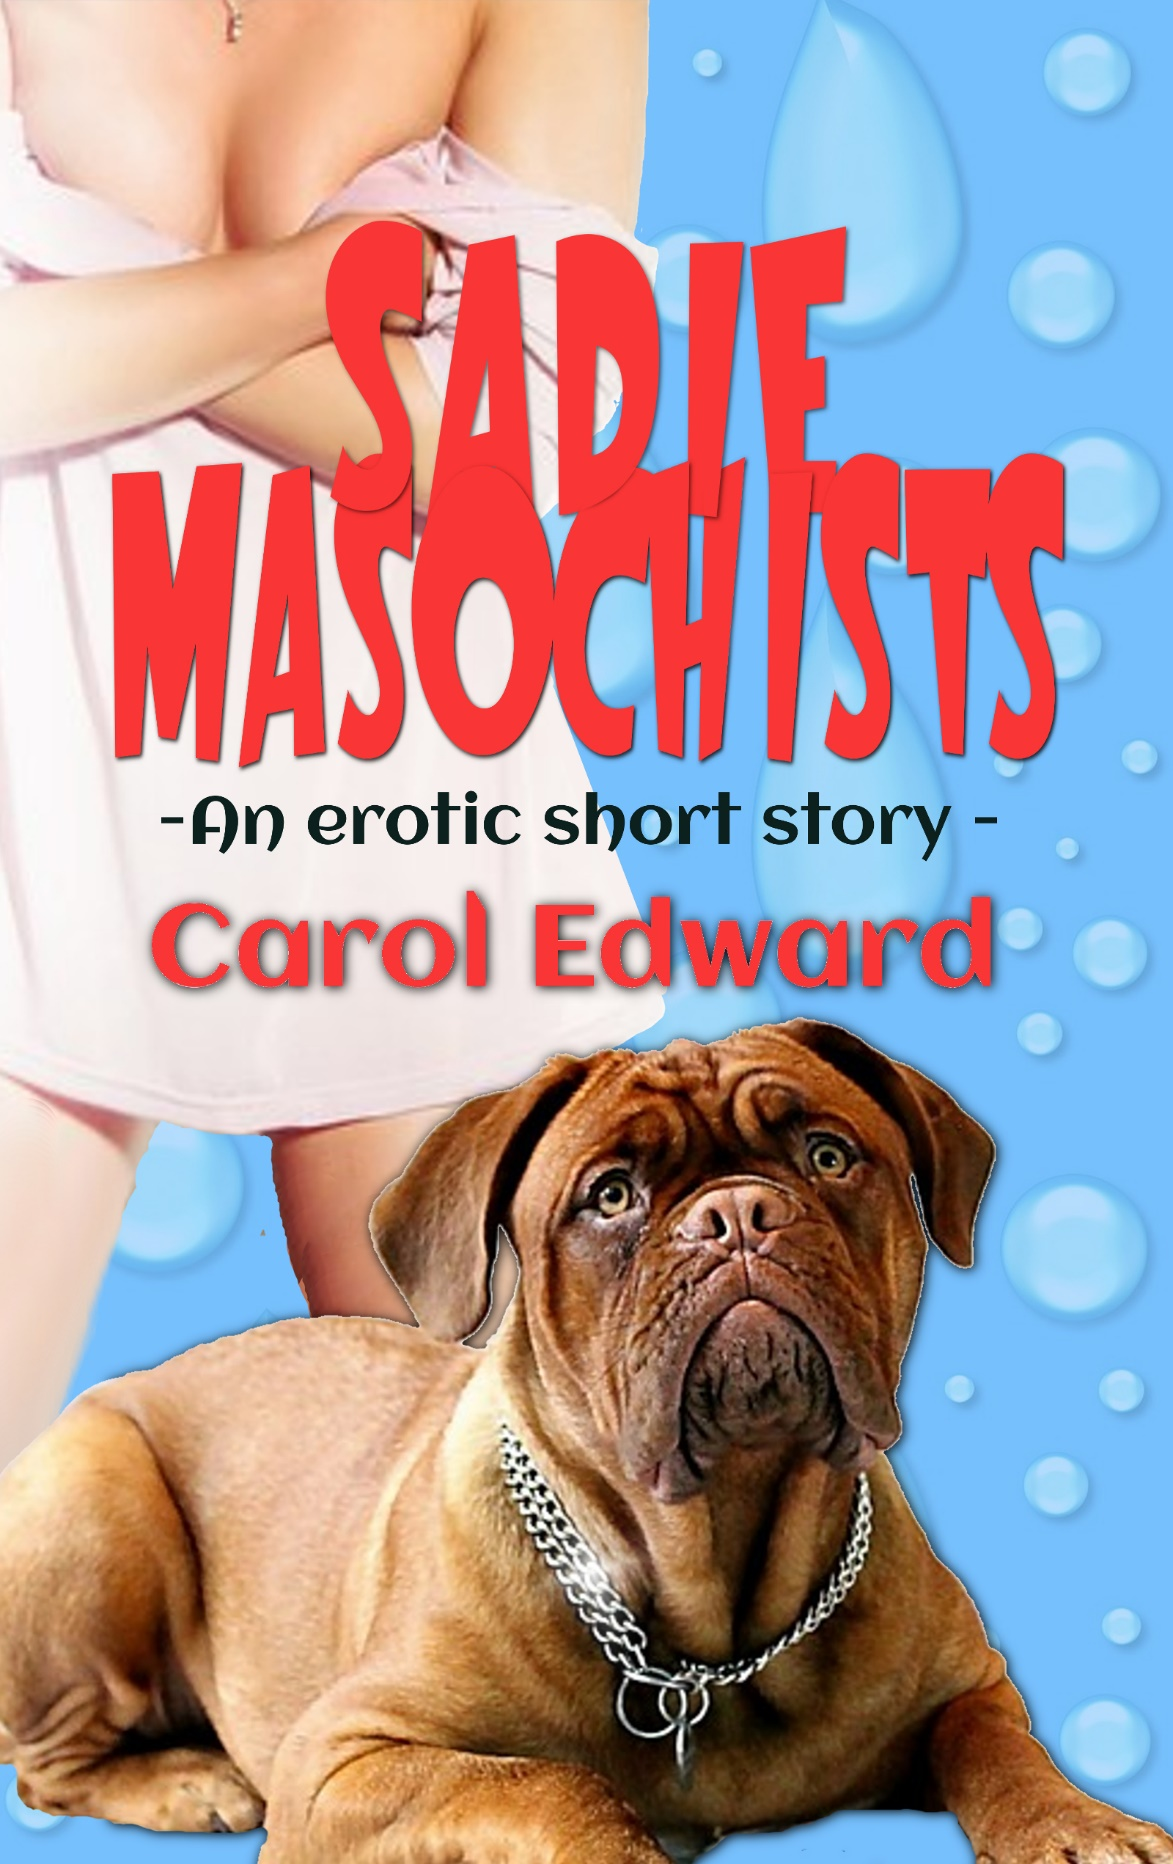 SADIE
MASOCHISTS
-An erotic short story -
Carol Edward